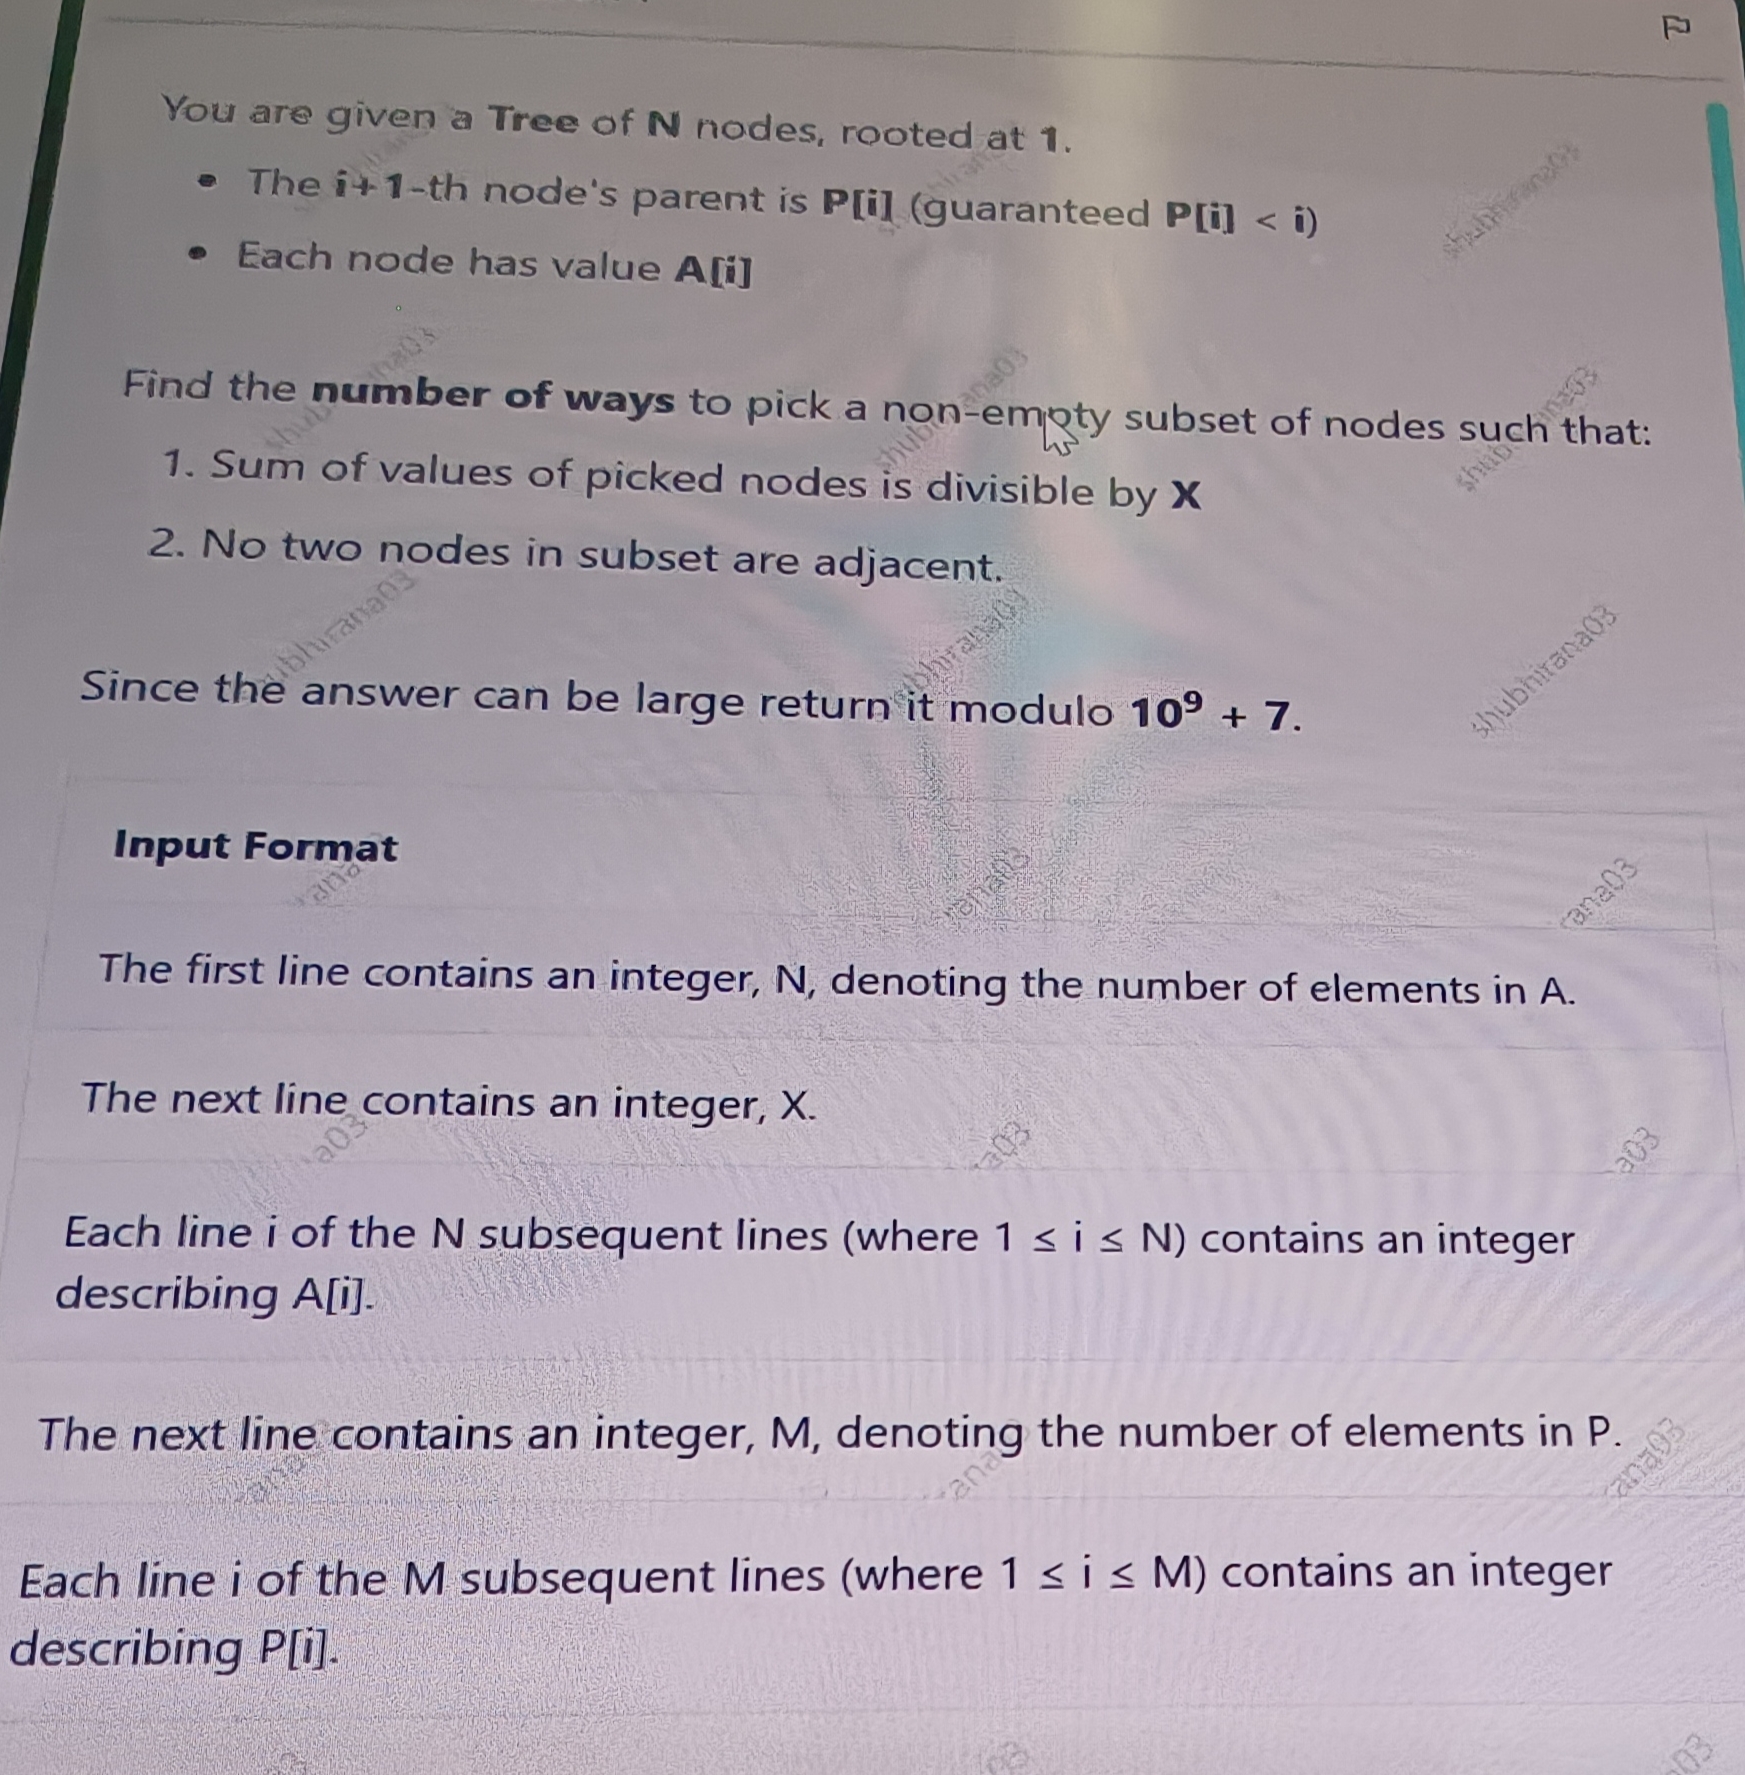 You are given a Tree of N nodes, rooted at 1.
• The i+1-th node's parent is P[i] (guaranteed P[i] < i)
• Each node has value A[i]
Find the number of ways to pick a non-empty subset of nodes such that:
1. Sum of values of picked nodes is divisible by X
2. No two nodes in subset are adjacent.
Since the answer can be large return it modulo 10⁹ + 7.
Input Format
The first line contains an integer, N, denoting the number of elements in A.
The next line contains an integer, X.
Each line i of the N subsequent lines (where 1 ≤ i ≤ N) contains an integer
describing A[i].
The next line contains an integer, M, denoting the number of elements in P.
Each line i of the M subsequent lines (where 1 ≤ i ≤ M) contains an integer
describing P[i].
shubhirana03